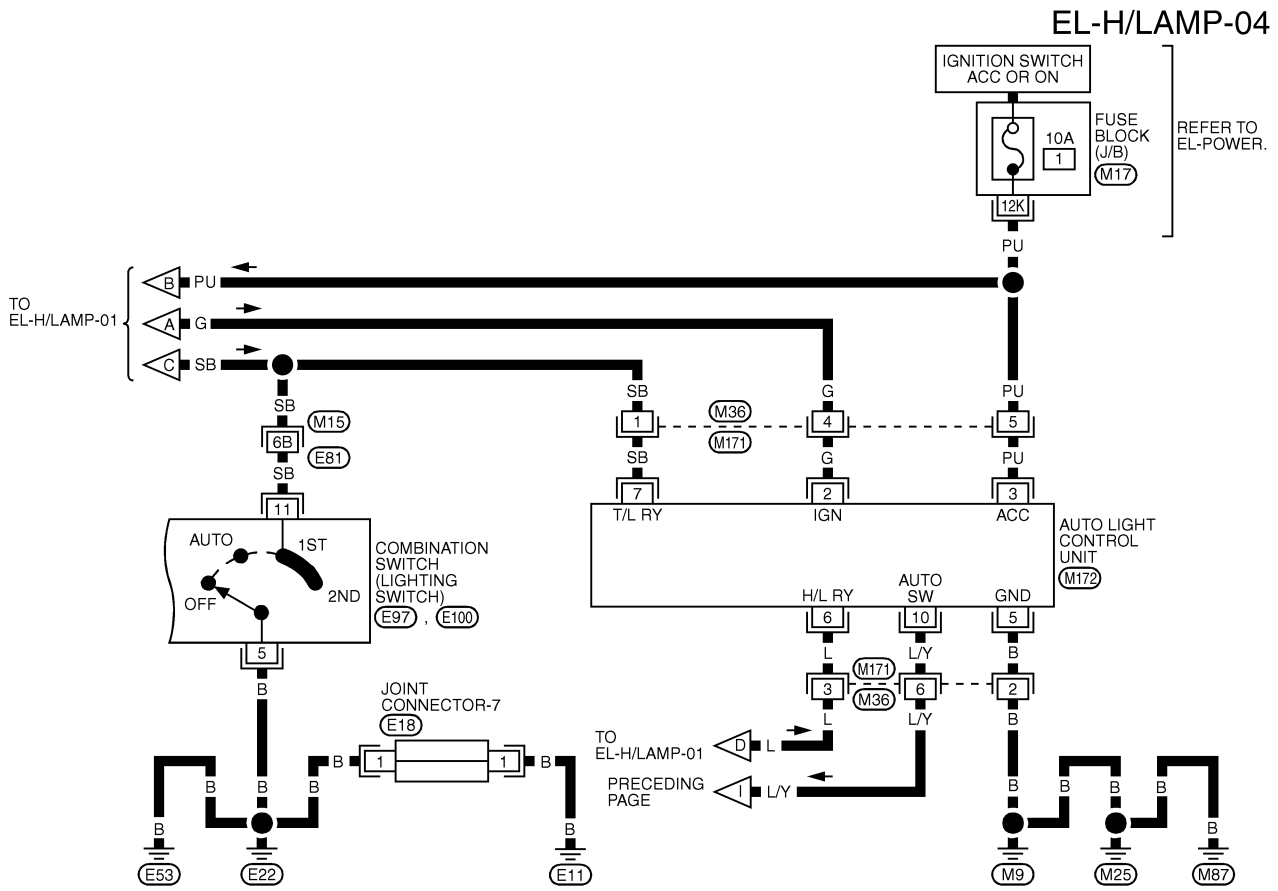 EL-H/LAMP-04
IGNITION SWITCH
ACC OR ON
FUSE
BLOCK
(J/B)
M17
10A
1
REFER TO
EL-POWER.
12K
PU
TO
EL-H/LAMP-01
B PU
A G
C SB
SB
M15
6B
E81
SB
11
SB G PU
1 M36 4 5
M171
SB G PU
7 2 3
T/L RY IGN ACC
AUTO LIGHT
CONTROL
UNIT
M172
AUTO
1ST
OFF
2ND
COMBINATION
SWITCH
(LIGHTING
SWITCH)
E97 , E100
5
B
H/L RY
AUTO
SW
GND
6 10 5
L L/Y B
M171
3 6 2
M36
L L/Y B
JOINT
CONNECTOR-7
E18
B 1 1 B
TO
EL-H/LAMP-01
D L
PRECEDING
PAGE
I L/Y
B B B B B B
B B B
E53 E22 E11 M9 M25 M87